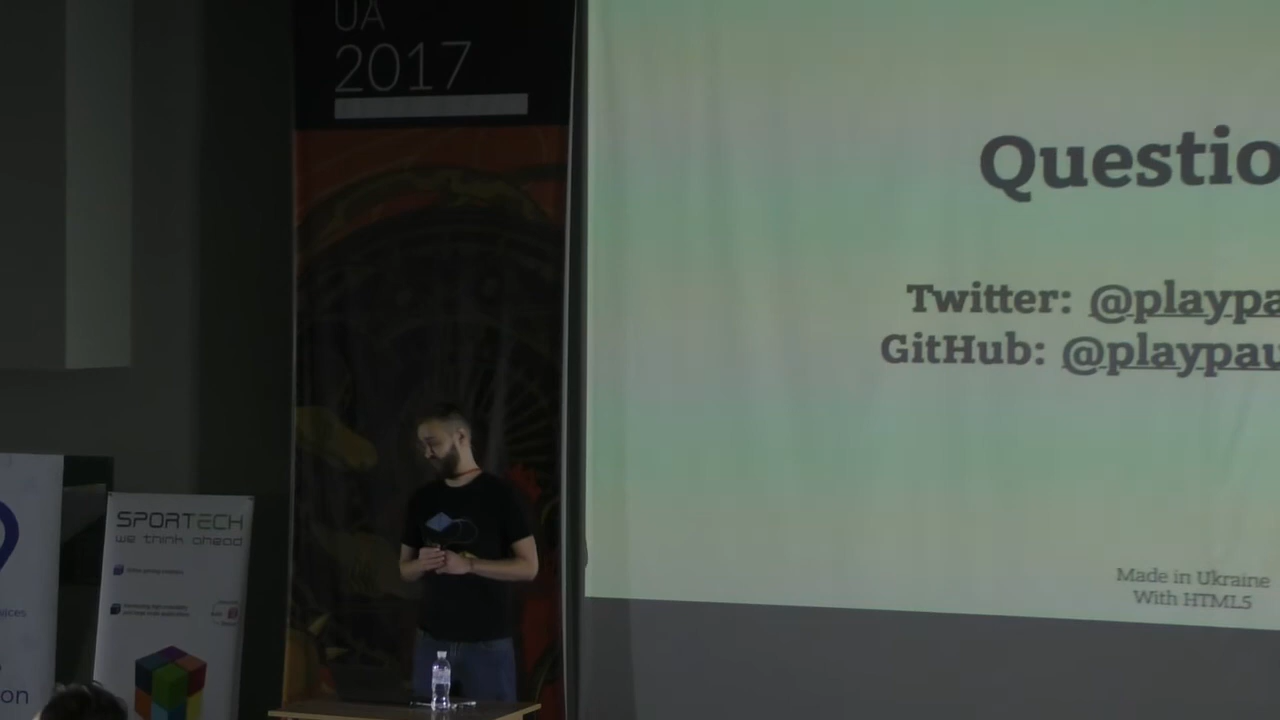 UA
2017
Questio
Twitter: @playpa
GitHub: @playpau
Made in Ukraine
With HTML5
SPORTECH
we think ahead
on